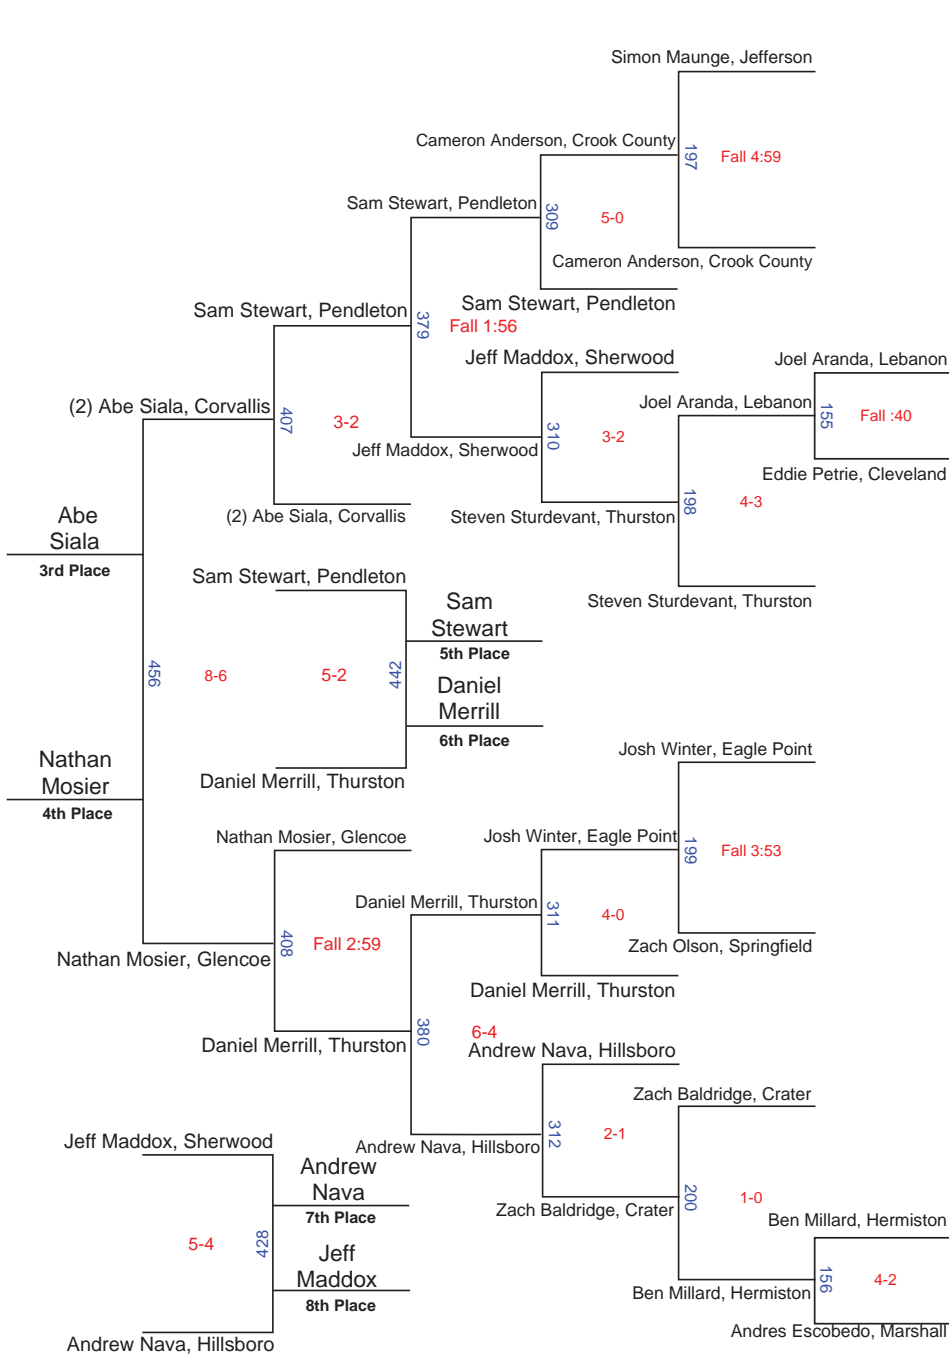 Simon Maunge, Jefferson
Cameron Anderson, Crook County
197
Fall 4:59
Sam Stewart, Pendleton
309
5-0
Cameron Anderson, Crook County
Sam Stewart, Pendleton
Sam Stewart, Pendleton
379
Fall 1:56
Jeff Maddox, Sherwood
Joel Aranda, Lebanon
(2) Abe Siala, Corvallis
407
3-2
Joel Aranda, Lebanon
155
Fall :40
310
3-2
Jeff Maddox, Sherwood
Eddie Petrie, Cleveland
198
4-3
(2) Abe Siala, Corvallis
Steven Sturdevant, Thurston
Abe
Siala
3rd Place
Sam Stewart, Pendleton
Steven Sturdevant, Thurston
Sam
Stewart
5th Place
456
8-6
5-2
442
Daniel
Merrill
6th Place
Nathan
Mosier
4th Place
Daniel Merrill, Thurston
Josh Winter, Eagle Point
Nathan Mosier, Glencoe
Josh Winter, Eagle Point
199
Fall 3:53
Daniel Merrill, Thurston
311
4-0
408
Fall 2:59
Zach Olson, Springfield
Nathan Mosier, Glencoe
Daniel Merrill, Thurston
380
6-4
Daniel Merrill, Thurston
Andrew Nava, Hillsboro
Zach Baldridge, Crater
312
2-1
Jeff Maddox, Sherwood
Andrew Nava, Hillsboro
Andrew
Nava
7th Place
200
1-0
Zach Baldridge, Crater
Ben Millard, Hermiston
5-4
428
Jeff
Maddox
8th Place
156
4-2
Ben Millard, Hermiston
Andres Escobedo, Marshall
Andrew Nava, Hillsboro